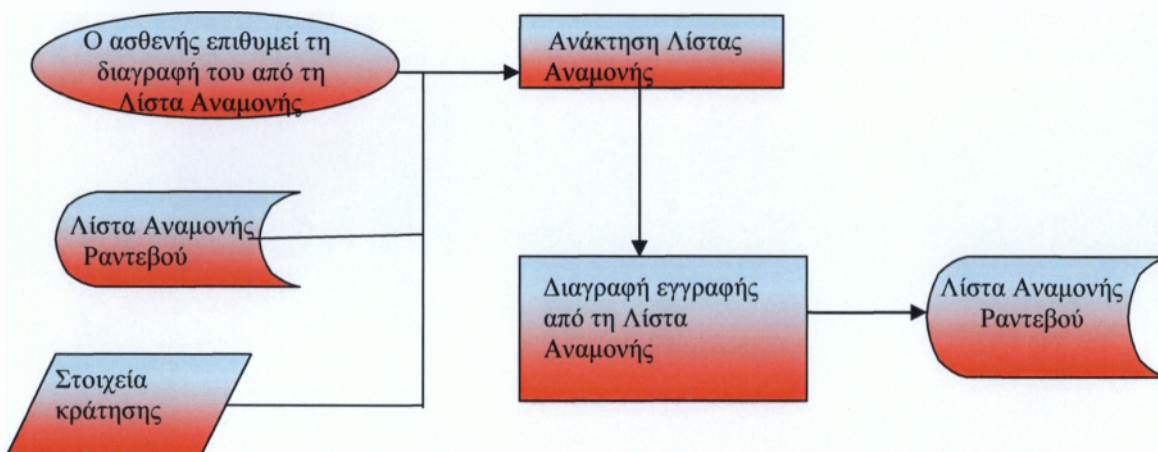 Ο ασθενής επιθυμεί τη
διαγραφή του από τη
Λίστα Αναμονής
Ανάκτηση Λίστας
Αναμονής
Λίστα Αναμονής
Ραντεβού
Διαγραφή εγγραφής
από τη Λίστα
Αναμονής
Λίστα Αναμονής
Ραντεβού
Στοιχεία
κράτησης